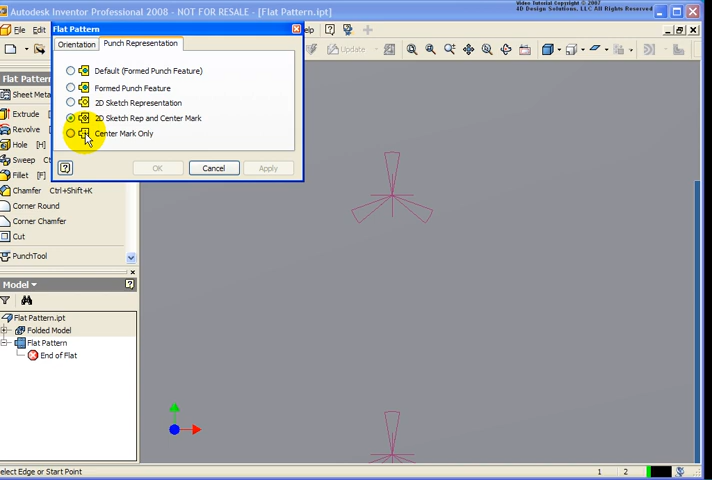 Autodesk Inventor Professional 2008 - NOT FOR RESALE - [Flat Pattern.ipt]
Video Tutorial Copyright © 2007
4D Design Solutions, LLC All Rights Reserved
File
Update
Flat Pattern
Orientation
Punch Representation
Default (Formed Punch Feature)
Formed Punch Feature
2D Sketch Representation
2D Sketch Rep and Center Mark
Center Mark Only
OK
Cancel
Apply
Flat Pattern
Sheet Metal
Extrude
Revolve
Hole [H]
Sweep
Fillet [F]
Chamfer Ctrl+Shift+K
Corner Round
Corner Chamfer
Cut
PunchTool
Model
Flat Pattern.ipt
Folded Model
Flat Pattern
End of Flat
Select Edge or Start Point
1 2